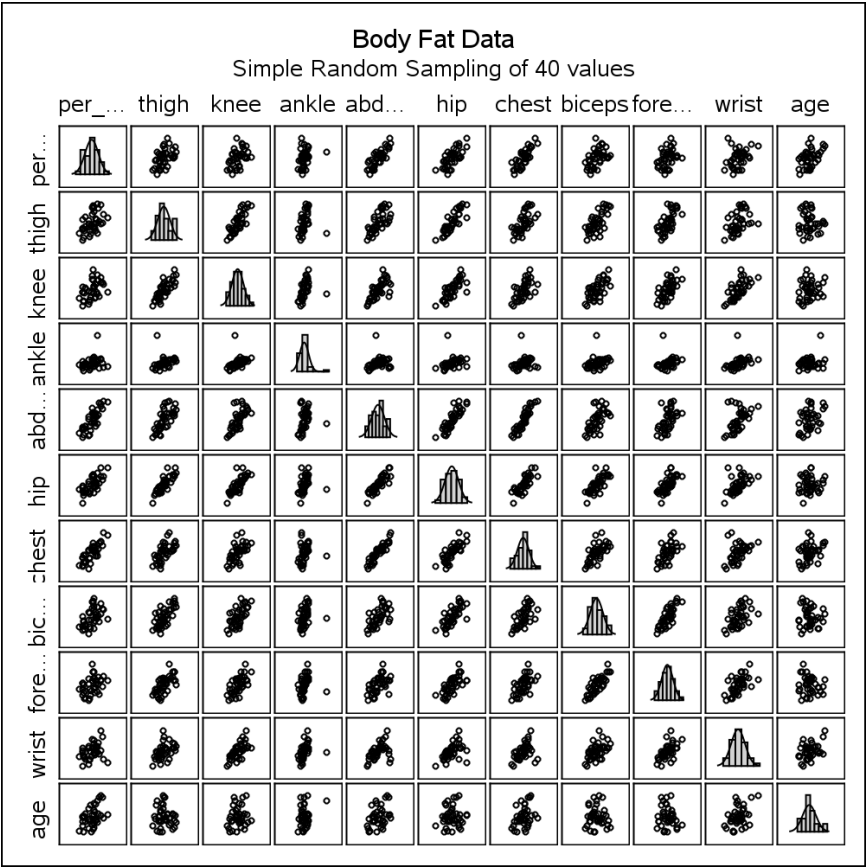 Body Fat Data
Simple Random Sampling of 40 values
per_... thigh knee ankle abd... hip chest biceps fore... wrist age
per...
thigh
knee
ankle
abd...
hip
chest
bic...
fore...
wrist
age